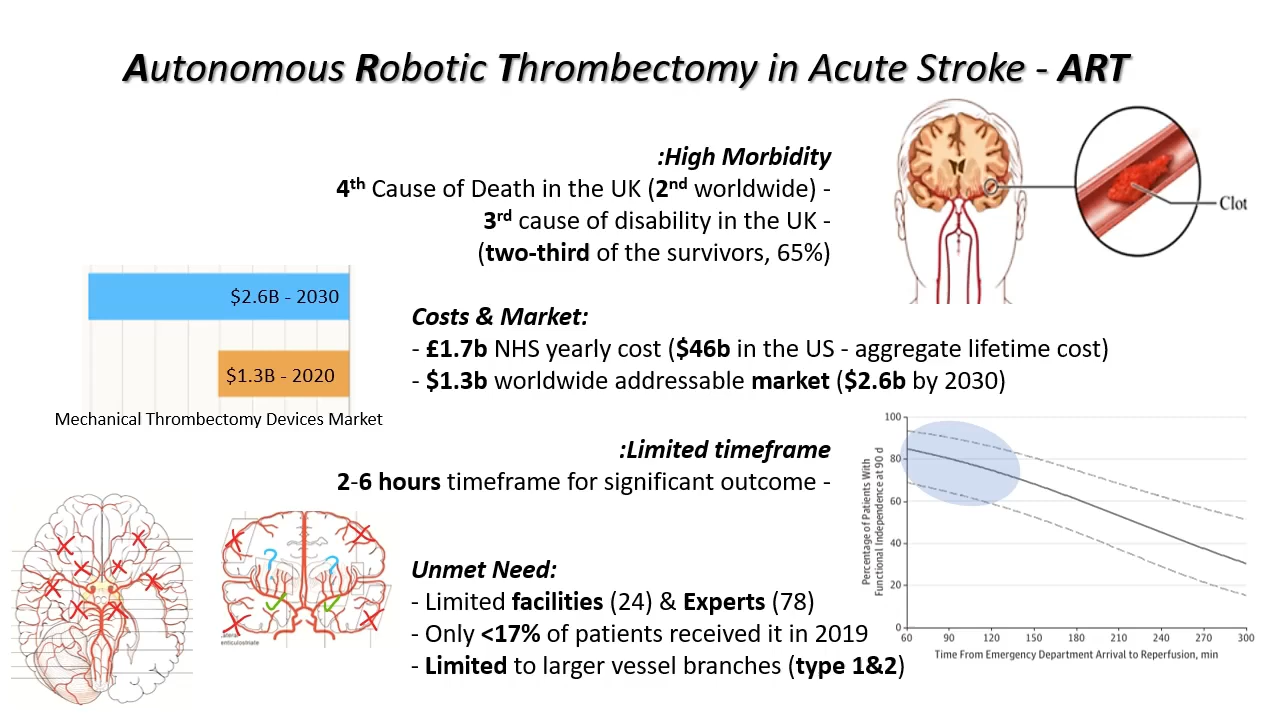 Autonomous Robotic Thrombectomy in Acute Stroke - ART
:High Morbidity
4th Cause of Death in the UK (2nd worldwide) -
3rd cause of disability in the UK -
(two-third of the survivors, 65%)
Clot
$2.6B - 2030
$1.3B - 2020
Mechanical Thrombectomy Devices Market
Costs & Market:
- £1.7b NHS yearly cost ($46b in the US - aggregate lifetime cost)
- $1.3b worldwide addressable market ($2.6b by 2030)
:Limited timeframe
2-6 hours timeframe for significant outcome -
Percentage of Patients With
Functional Independence at 90 d
100
80
60
40
20
0
60 90 120 150 180 210 240 270 300
Time From Emergency Department Arrival to Reperfusion, min
? ?
Unmet Need:
- Limited facilities (24) & Experts (78)
- Only <17% of patients received it in 2019
- Limited to larger vessel branches (type 1&2)